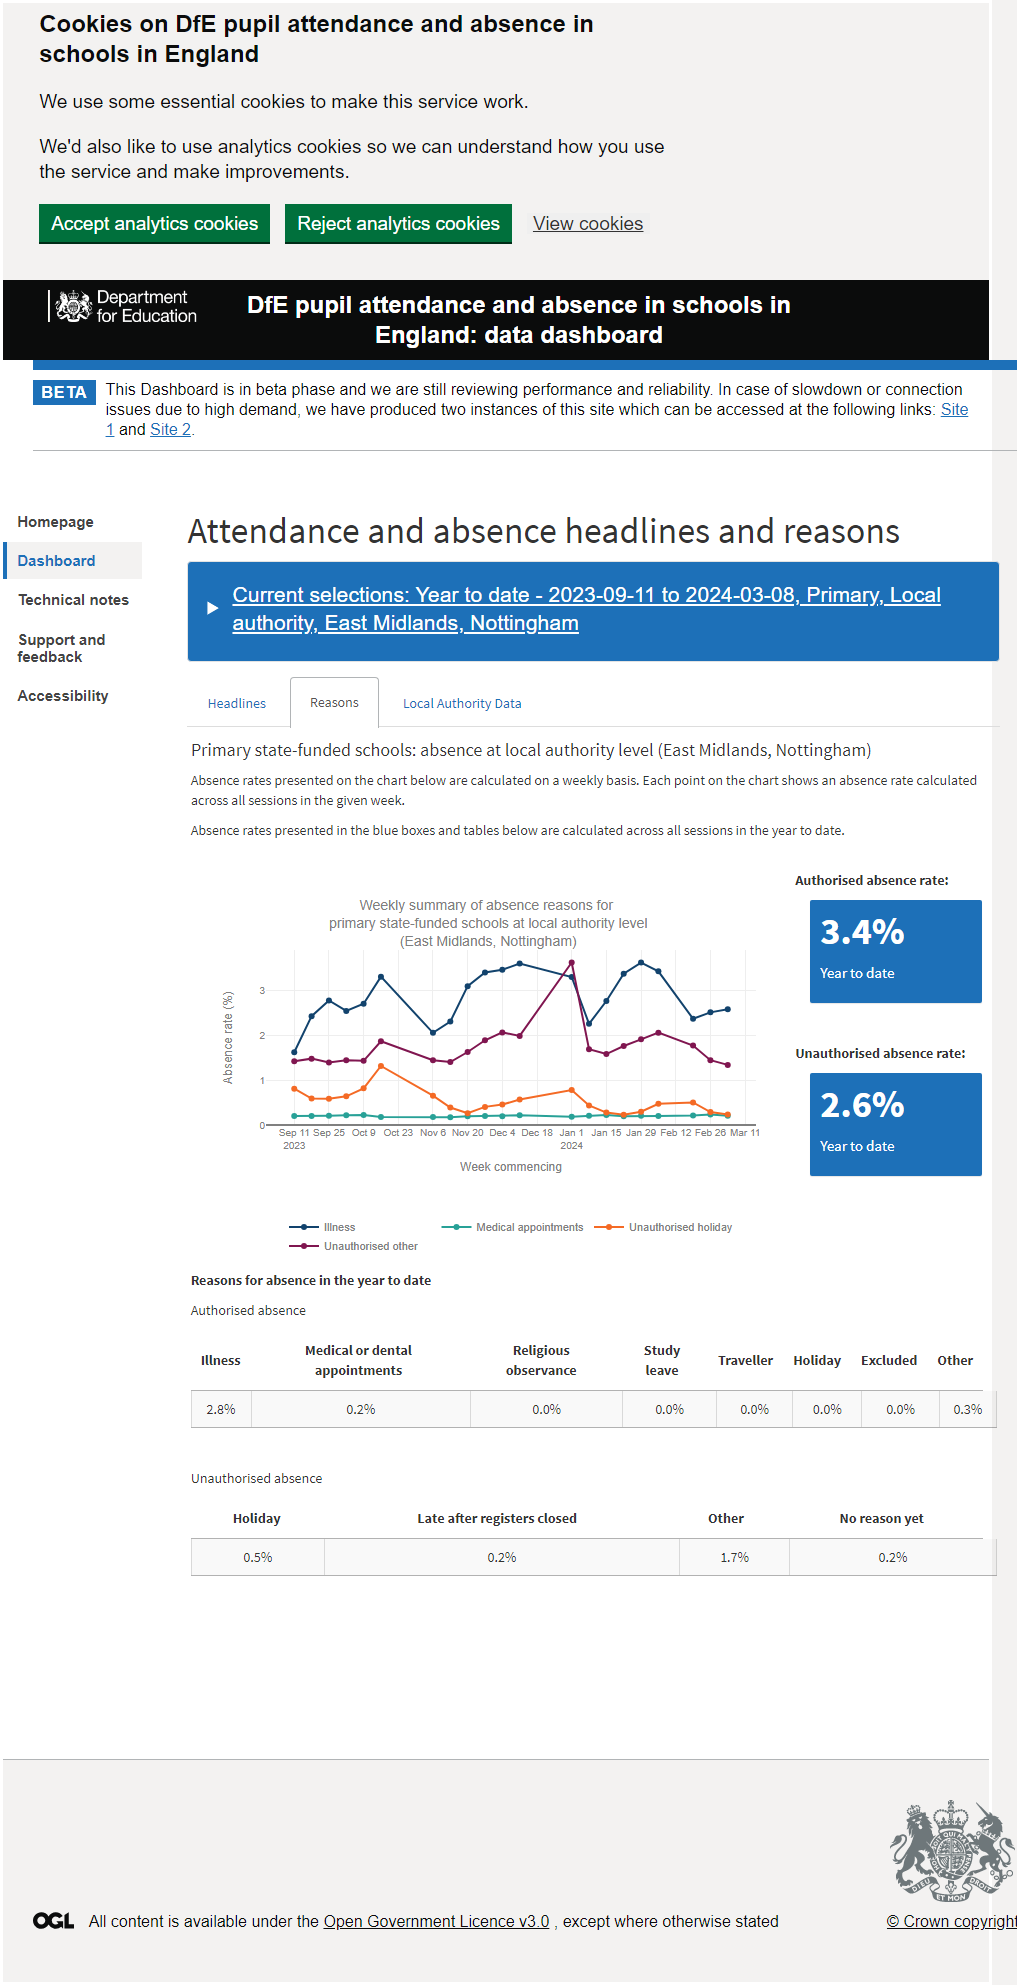 Cookies on DfE pupil attendance and absence in
schools in England
We use some essential cookies to make this service work.
We'd also like to use analytics cookies so we can understand how you use
the service and make improvements.
Accept analytics cookies Reject analytics cookies View cookies
Department
for Education
DfE pupil attendance and absence in schools in
England: data dashboard
BETA
This Dashboard is in beta phase and we are still reviewing performance and reliability. In case of slowdown or connection
issues due to high demand, we have produced two instances of this site which can be accessed at the following links: Site
1 and Site 2.
Homepage
Dashboard
Technical notes
Support and
feedback
Accessibility
Attendance and absence headlines and reasons
Current selections: Year to date - 2023-09-11 to 2024-03-08, Primary, Local
authority, East Midlands, Nottingham
Headlines Reasons Local Authority Data
Primary state-funded schools: absence at local authority level (East Midlands, Nottingham)
Absence rates presented on the chart below are calculated on a weekly basis. Each point on the chart shows an absence rate calculated
across all sessions in the given week.
Absence rates presented in the blue boxes and tables below are calculated across all sessions in the year to date.
Weekly summary of absence reasons for
primary state-funded schools at local authority level
(East Midlands, Nottingham)
Absence rate (%)
3
2
1
0
Sep 11 Sep 25 Oct 9 Oct 23 Nov 6 Nov 20 Dec 4 Dec 18 Jan 1 Jan 15 Jan 29 Feb 12 Feb 26 Mar 11
2023 2024
Week commencing
Illness Medical appointments Unauthorised holiday
Unauthorised other
Authorised absence rate:
3.4%
Year to date
Unauthorised absence rate:
2.6%
Year to date
Reasons for absence in the year to date
Authorised absence
Illness Medical or dental appointments Religious observance Study leave Traveller Holiday Excluded Other
2.8% 0.2% 0.0% 0.0% 0.0% 0.0% 0.0% 0.3%
Unauthorised absence
Holiday Late after registers closed Other No reason yet
0.5% 0.2% 1.7% 0.2%
OGL All content is available under the Open Government Licence v3.0 , except where otherwise stated
© Crown copyright